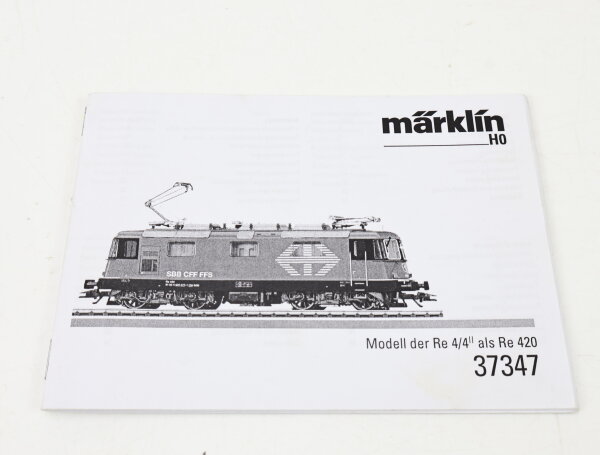 märklin
H0
SBB CFF FFS
Modell der Re 4/4ᴵᴵ als Re 420
37347